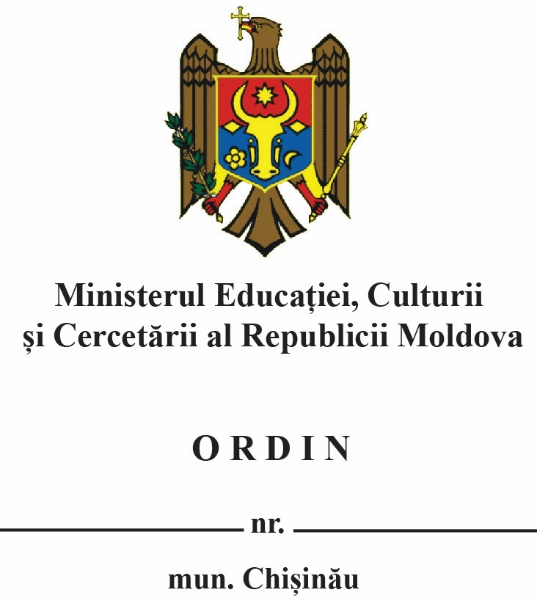 Ministerul Educației, Culturii
și Cercetării al Republicii Moldova
O R D I N
nr.
mun. Chișinău